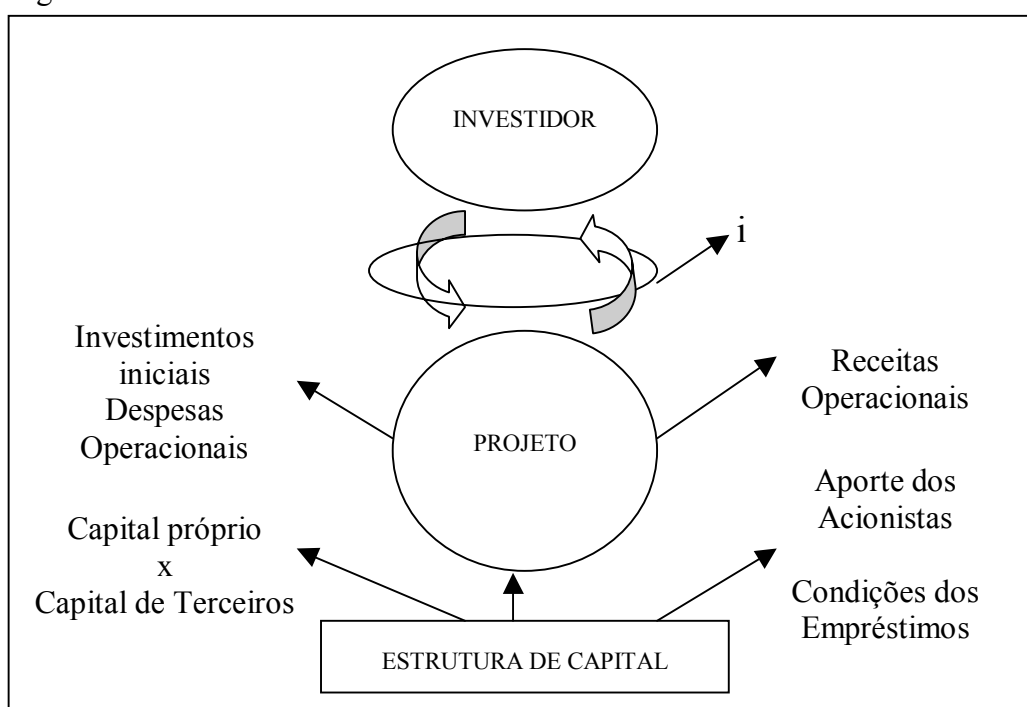 INVESTIDOR
i
Investimentos
iniciais
Despesas
Operacionais
PROJETO
Receitas
Operacionais
Capital próprio
x
Capital de Terceiros
Aporte dos
Acionistas
Condições dos
Empréstimos
ESTRUTURA DE CAPITAL